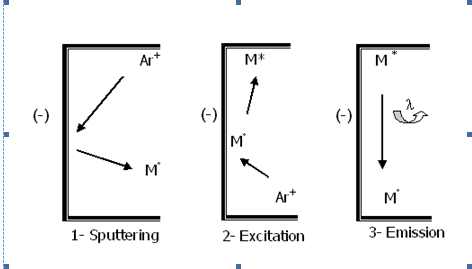 Ar⁺
(-)
M°
1- Sputtering
M*
(-)
M°
Ar⁺
2- Excitation
M*
λ
(-)
M°
3- Emission